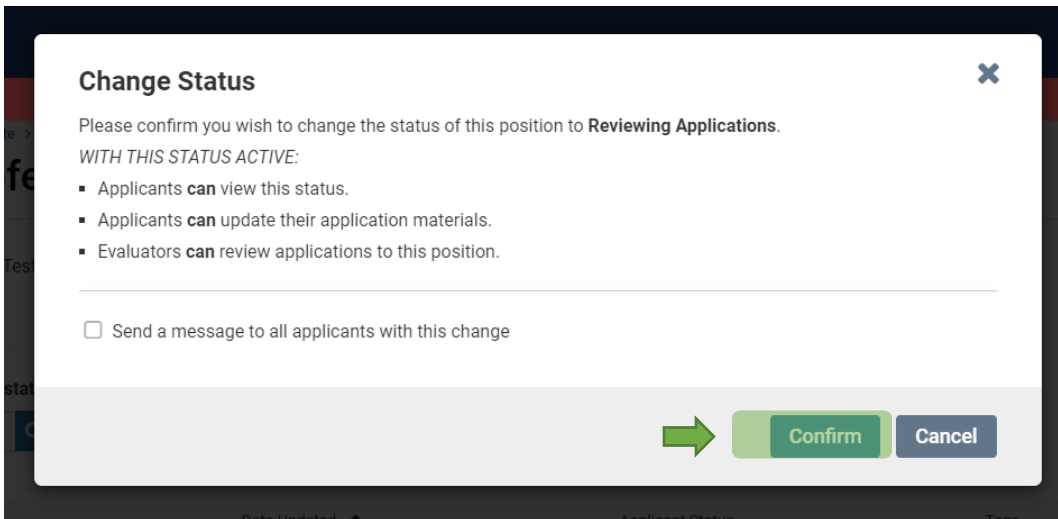 Change Status
Please confirm you wish to change the status of this position to Reviewing Applications.
WITH THIS STATUS ACTIVE:
▪ Applicants can view this status.
▪ Applicants can update their application materials.
▪ Evaluators can review applications to this position.
Send a message to all applicants with this change
Confirm Cancel
Date Updated Applicant Status Tags